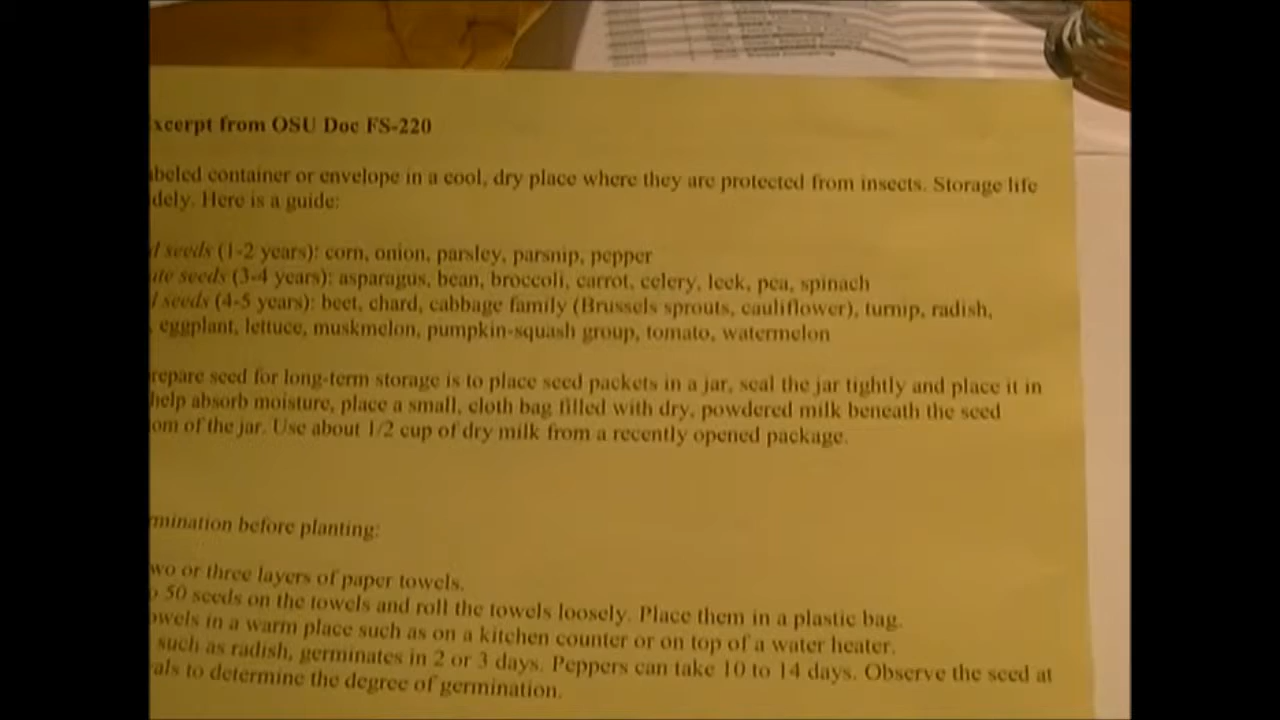 xcerpt from OSU Doc FS-220
abeled container or envelope in a cool, dry place where they are protected from insects. Storage life
dely. Here is a guide:
d seeds (1-2 years): corn, onion, parsley, parsnip, pepper
ate seeds (3-4 years): asparagus, bean, broccoli, carrot, celery, leek, pea, spinach
d seeds (4-5 years): beet, chard, cabbage family (Brussels sprouts, cauliflower), turnip, radish,
, eggplant, lettuce, muskmelon, pumpkin-squash group, tomato, watermelon
repare seed for long-term storage is to place seed packets in a jar, seal the jar tightly and place it in
help absorb moisture, place a small, cloth bag filled with dry, powdered milk beneath the seed
om of the jar. Use about 1/2 cup of dry milk from a recently opened package.
mination before planting:
wo or three layers of paper towels.
o 50 seeds on the towels and roll the towels loosely. Place them in a plastic bag.
owels in a warm place such as on a kitchen counter or on top of a water heater.
such as radish, germinates in 2 or 3 days. Peppers can take 10 to 14 days. Observe the seed at
als to determine the degree of germination.